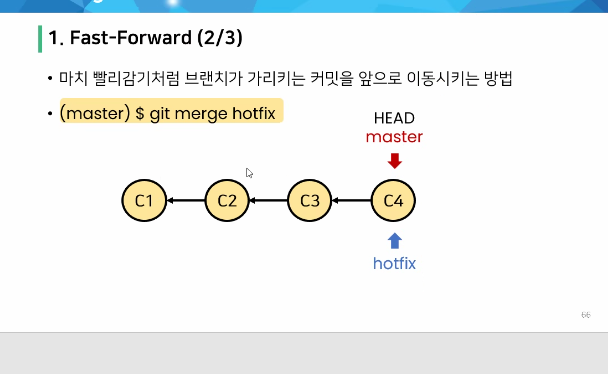 1. Fast-Forward (2/3)
• 마치 빨리감기처럼 브랜치가 가리키는 커밋을 앞으로 이동시키는 방법
• (master) $ git merge hotfix
HEAD
master
C1 C2 C3 C4
hotfix
66